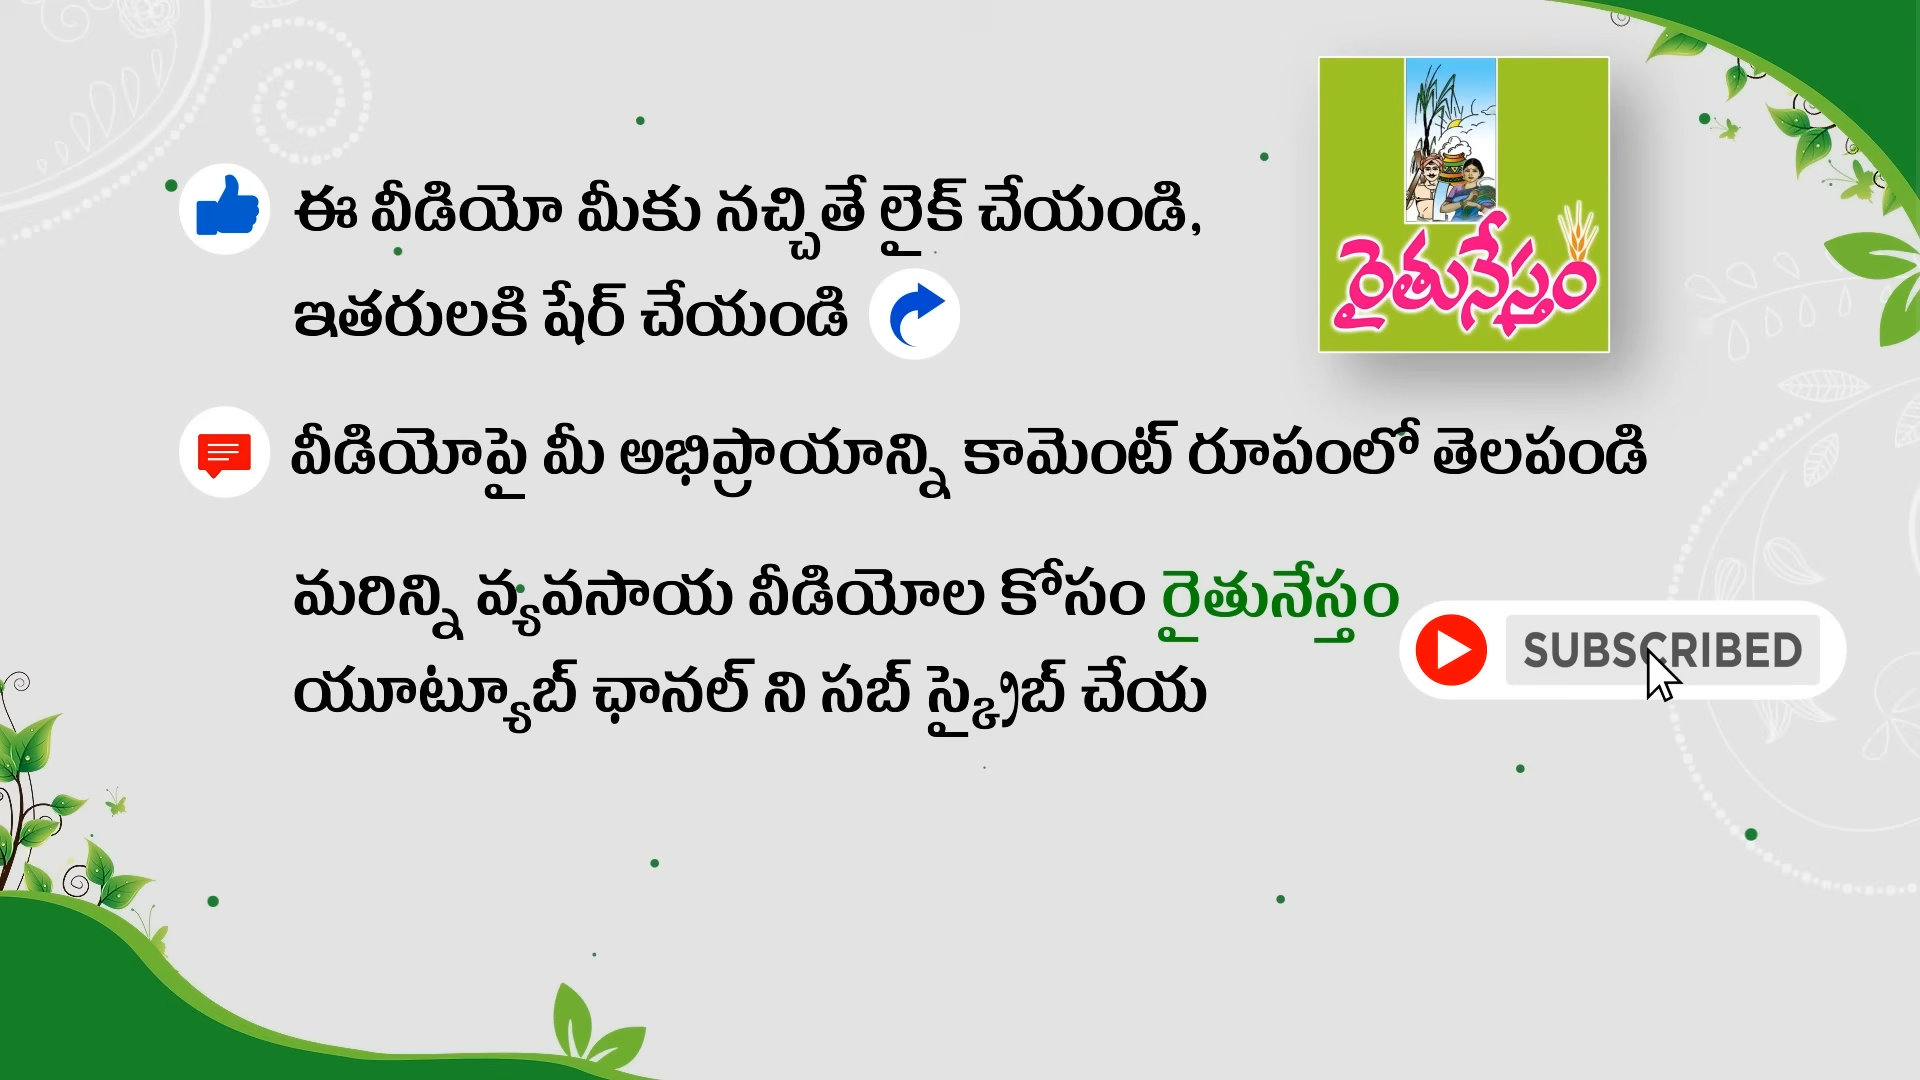 రైతునేస్తం
ఈ వీడియో మీకు నచ్చితే లైక్ చేయండి,
ఇతరులకి షేర్ చేయండి
వీడియోపై మీ అభిప్రాయాన్ని కామెంట్ రూపంలో తెలపండి
మరిన్ని వ్యవసాయ వీడియోల కోసం రైతునేస్తం
యూట్యూబ్ ఛానల్ ని సబ్ స్క్రైబ్ చేయ
SUBSCRIBED